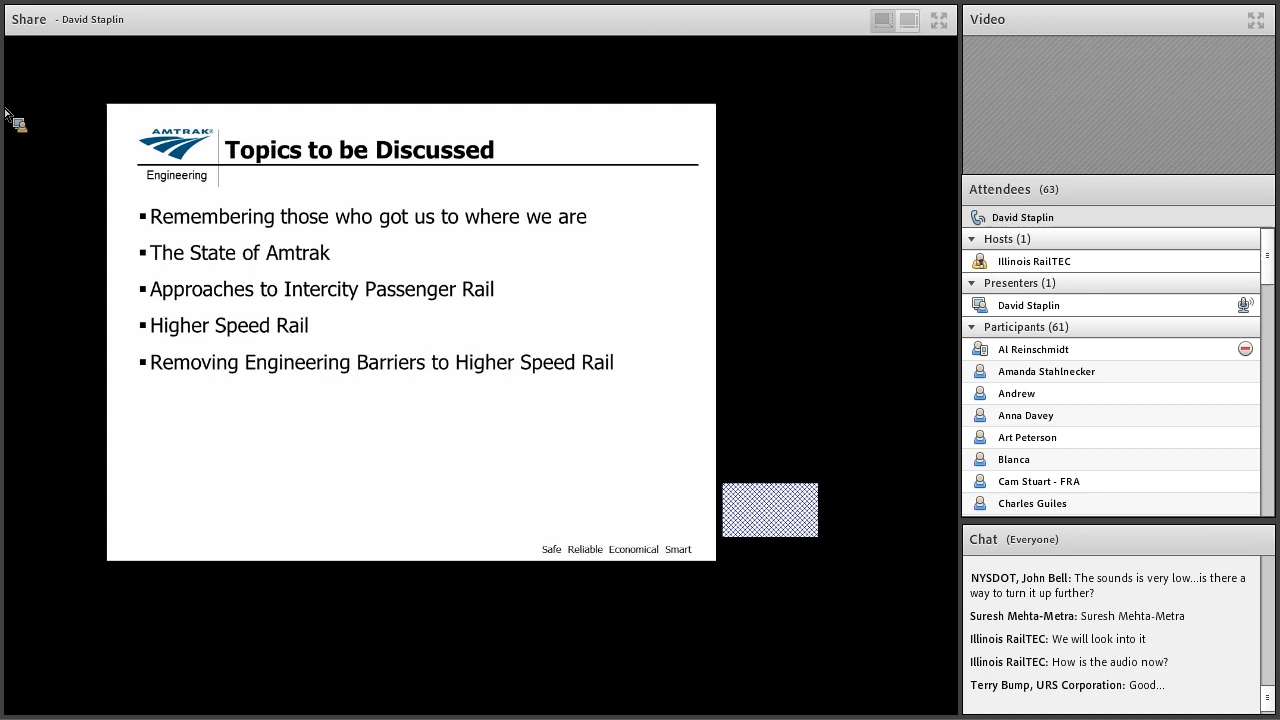 Share - David Staplin
AMTRAK®
Engineering
Topics to be Discussed
▪Remembering those who got us to where we are
▪The State of Amtrak
▪Approaches to Intercity Passenger Rail
▪Higher Speed Rail
▪Removing Engineering Barriers to Higher Speed Rail
Safe Reliable Economical Smart
Video
Attendees (63)
David Staplin
Hosts (1)
Illinois RailTEC
Presenters (1)
David Staplin
Participants (61)
Al Reinschmidt
Amanda Stahlnecker
Andrew
Anna Davey
Art Peterson
Blanca
Cam Stuart - FRA
Charles Guiles
Chat (Everyone)
NYSDOT, John Bell: The sounds is very low...is there a
way to turn it up further?
Suresh Mehta-Metra: Suresh Mehta-Metra
Illinois RailTEC: We will look into it
Illinois RailTEC: How is the audio now?
Terry Bump, URS Corporation: Good...